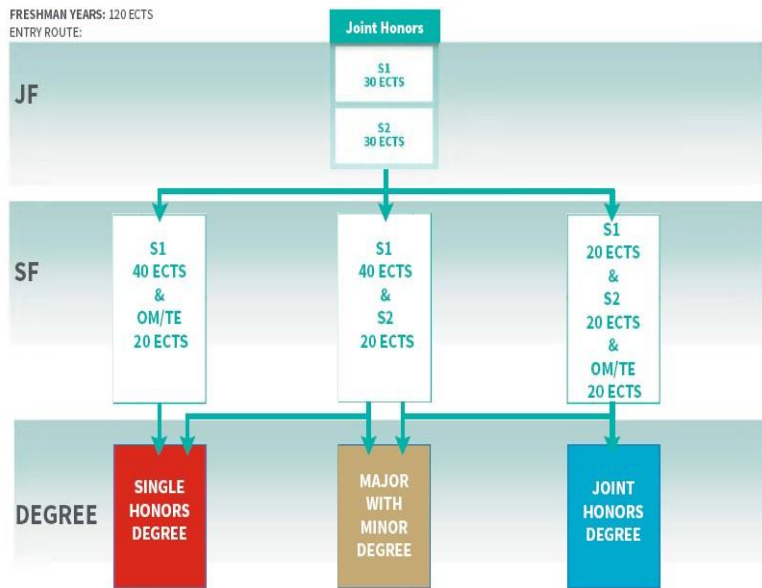 FRESHMAN YEARS: 120 ECTS
ENTRY ROUTE:
Joint Honors
JF
S1
30 ECTS
S2
30 ECTS
SF
S1
40 ECTS
&
OM/TE
20 ECTS
S1
40 ECTS
&
S2
20 ECTS
S1
20 ECTS
&
S2
20 ECTS
&
OM/TE
20 ECTS
DEGREE
SINGLE
HONORS
DEGREE
MAJOR
WITH
MINOR
DEGREE
JOINT
HONORS
DEGREE